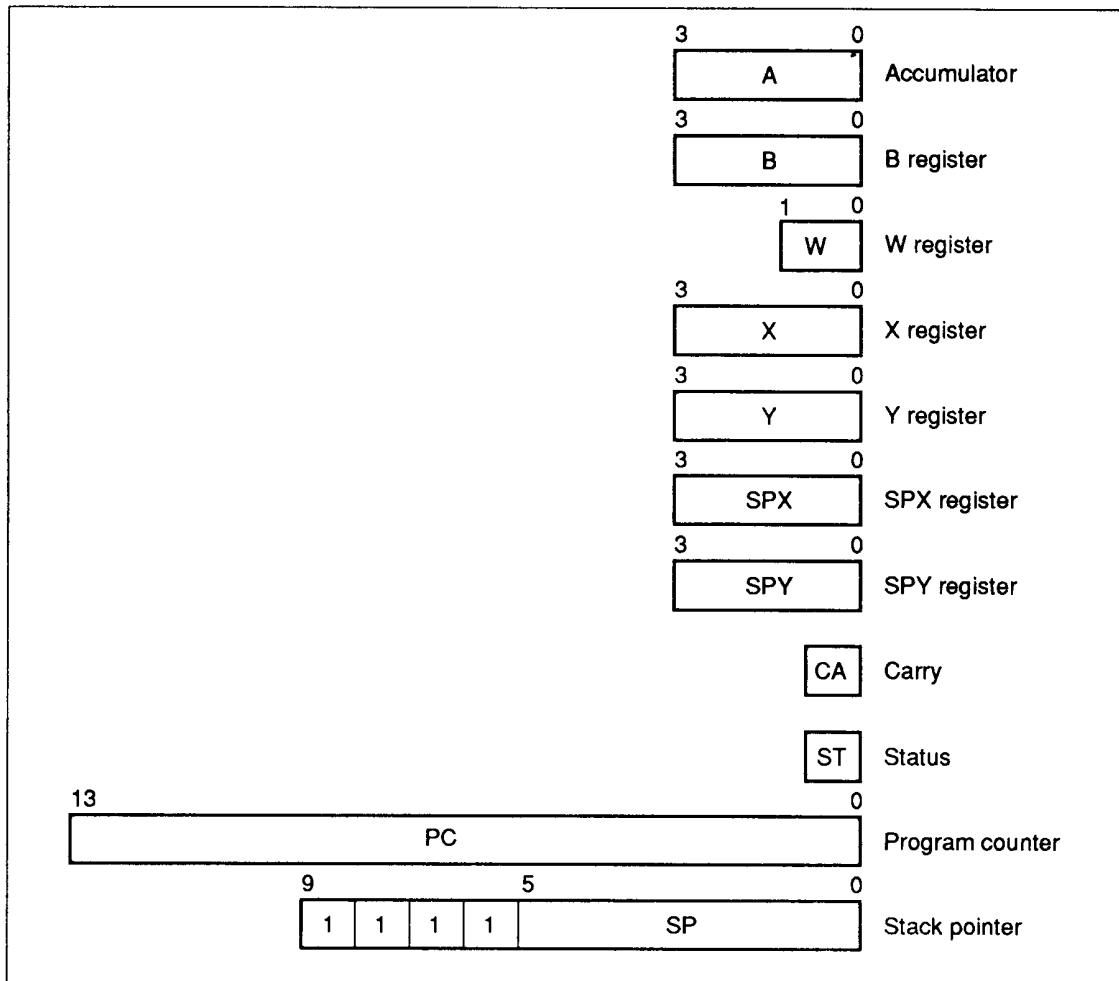 3 0
A Accumulator
3 0
B B register
1 0
W W register
3 0
X X register
3 0
Y Y register
3 0
SPX SPX register
3 0
SPY SPY register
CA Carry
ST Status
13 0
PC Program counter
9 5 0
1 1 1 1 SP Stack pointer